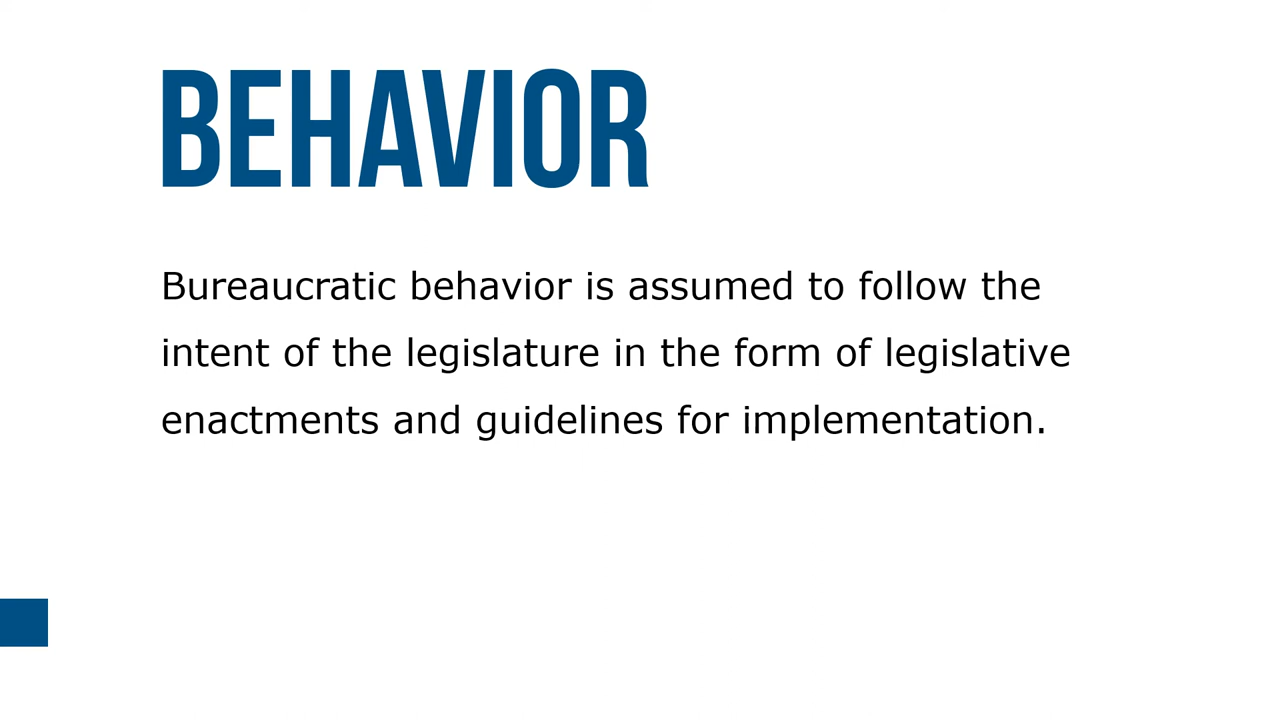 BEHAVIOR
Bureaucratic behavior is assumed to follow the
intent of the legislature in the form of legislative
enactments and guidelines for implementation.